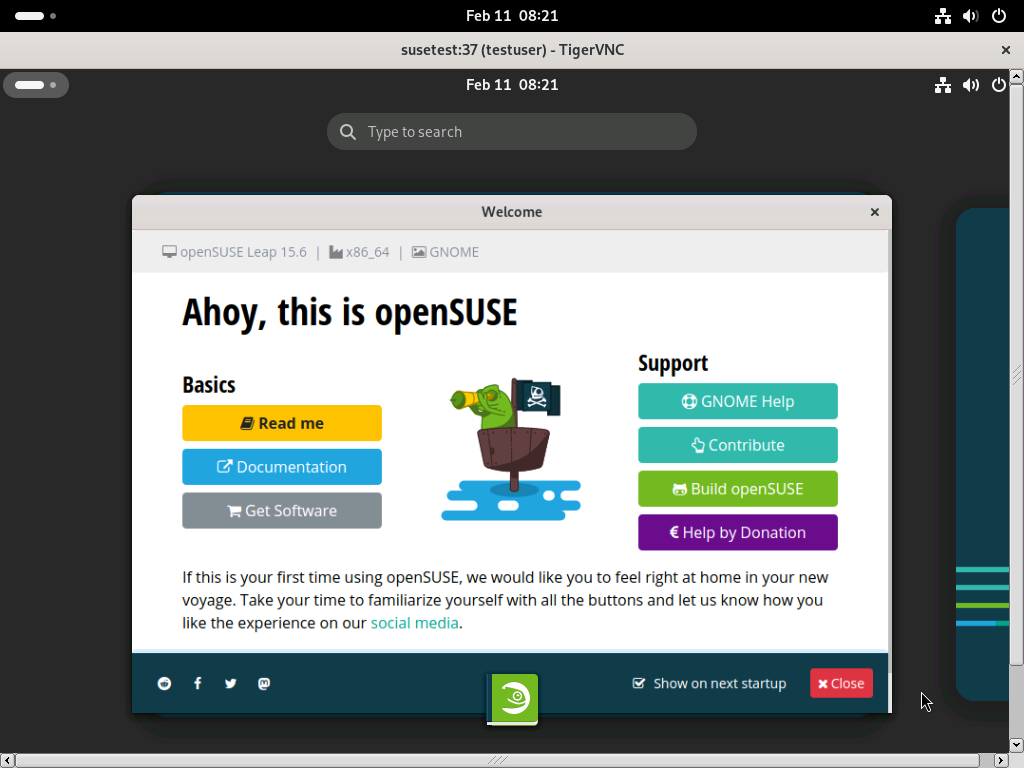 Feb 11 08:21
susetest:37 (testuser) - TigerVNC
Feb 11 08:21
Type to search
Welcome
openSUSE Leap 15.6 | x86_64 | GNOME
Ahoy, this is openSUSE
Basics
Read me
Documentation
Get Software
Support
GNOME Help
Contribute
Build openSUSE
€ Help by Donation
If this is your first time using openSUSE, we would like you to feel right at home in your new
voyage. Take your time to familiarize yourself with all the buttons and let us know how you
like the experience on our social media.
Show on next startup
Close